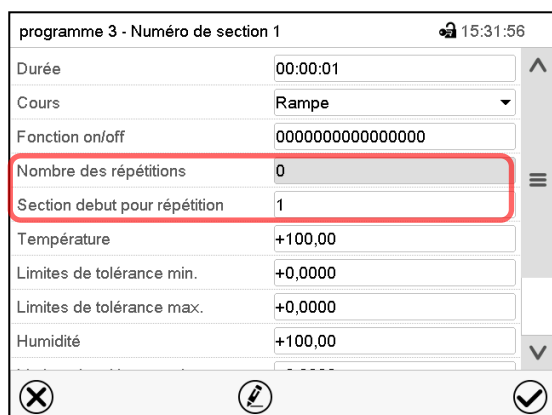 programme 3 - Numéro de section 1 15:31:56
Durée 00:00:01
Cours Rampe
Fonction on/off 0000000000000000
Nombre des répétitions 0
Section debut pour répétition 1
Température +100,00
Limites de tolérance min. +0,0000
Limites de tolérance max. +0,0000
Humidité +100,00